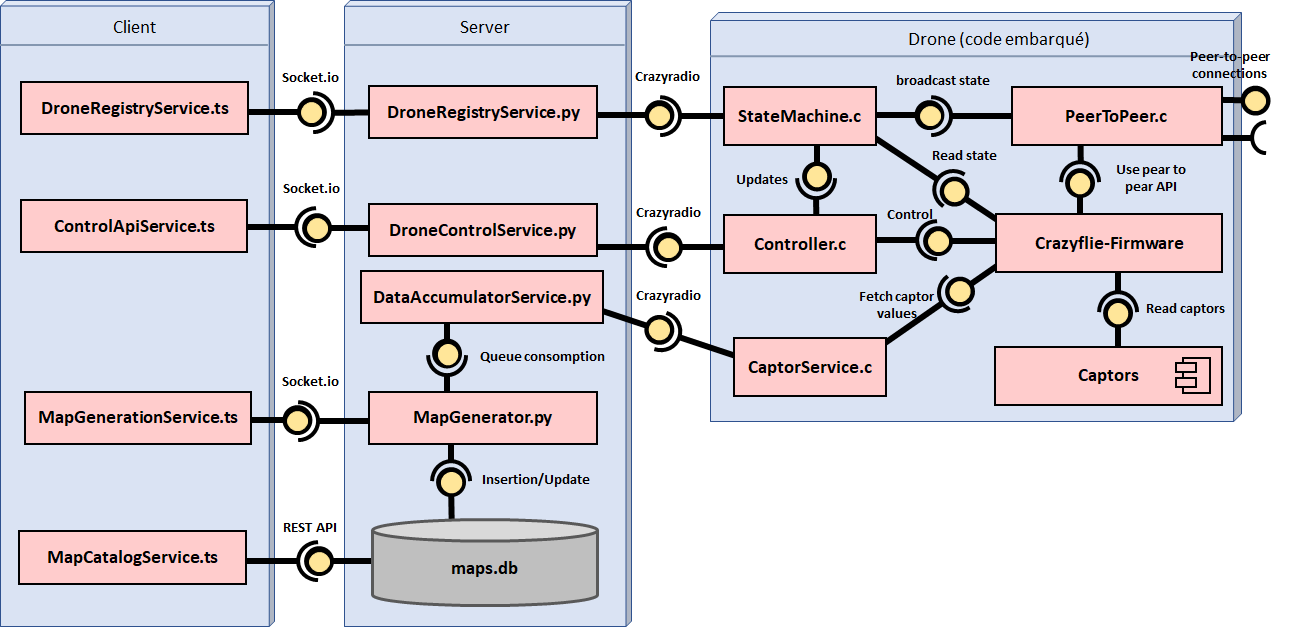 Client
Server
Drone (code embarqué)
Peer-to-peer
connections
Socket.io
Crazyradio
broadcast state
DroneRegistryService.ts
DroneRegistryService.py
StateMachine.c
PeerToPeer.c
Read state
Updates
Use pear to
pear API
Socket.io
Crazyradio
Control
ControlApiService.ts
DroneControlService.py
Controller.c
Crazyflie-Firmware
DataAccumulatorService.py
Crazyradio
Fetch captor
values
Read captors
Queue consomption
CaptorService.c
Captors
Socket.io
MapGenerationService.ts
MapGenerator.py
Insertion/Update
REST API
MapCatalogService.ts
maps.db